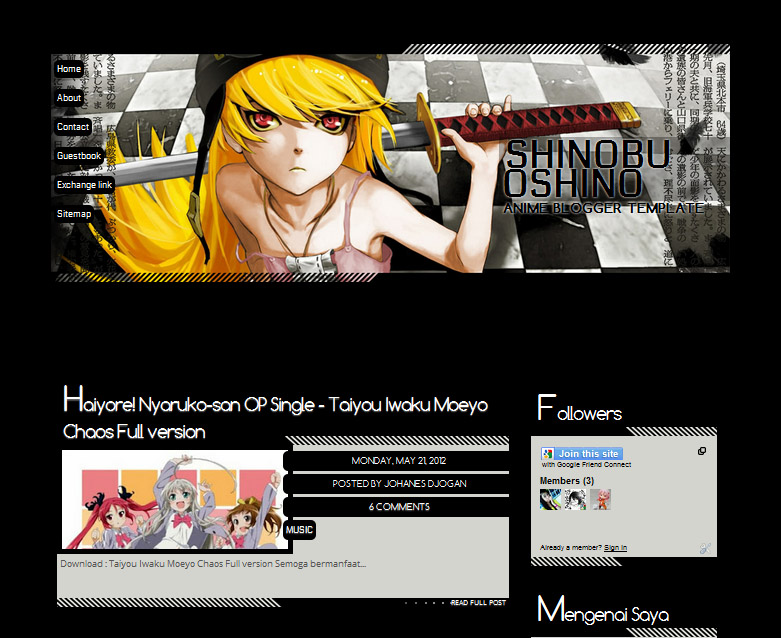 Home
About
Contact
Guestbook
Exchange link
Sitemap
SHINOBU
OSHINO
ANIME BLOGGER TEMPLATE
Haiyore! Nyaruko-san OP Single - Taiyou Iwaku Moeyo
Chaos Full version
MONDAY, MAY 21, 2012
POSTED BY JOHANES DJOGAN
6 COMMENTS
MUSIC
Download : Taiyou Iwaku Moeyo Chaos Full version Semoga bermanfaat...
READ FULL POST
Followers
Join this site
with Google Friend Connect
Members (3)
Already a member? Sign in
Mengenai Saya